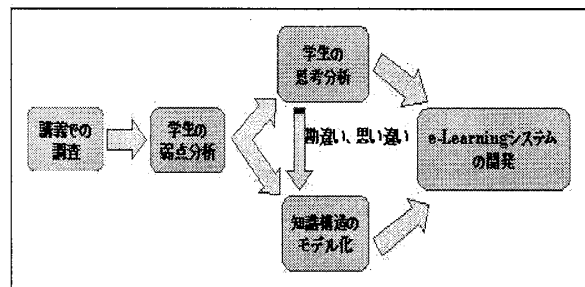 講義での
調査
学生の
弱点分析
学生の
思考分析
勘違い、思い違い
知識構造の
モデル化
e-Learningシステム
の開発